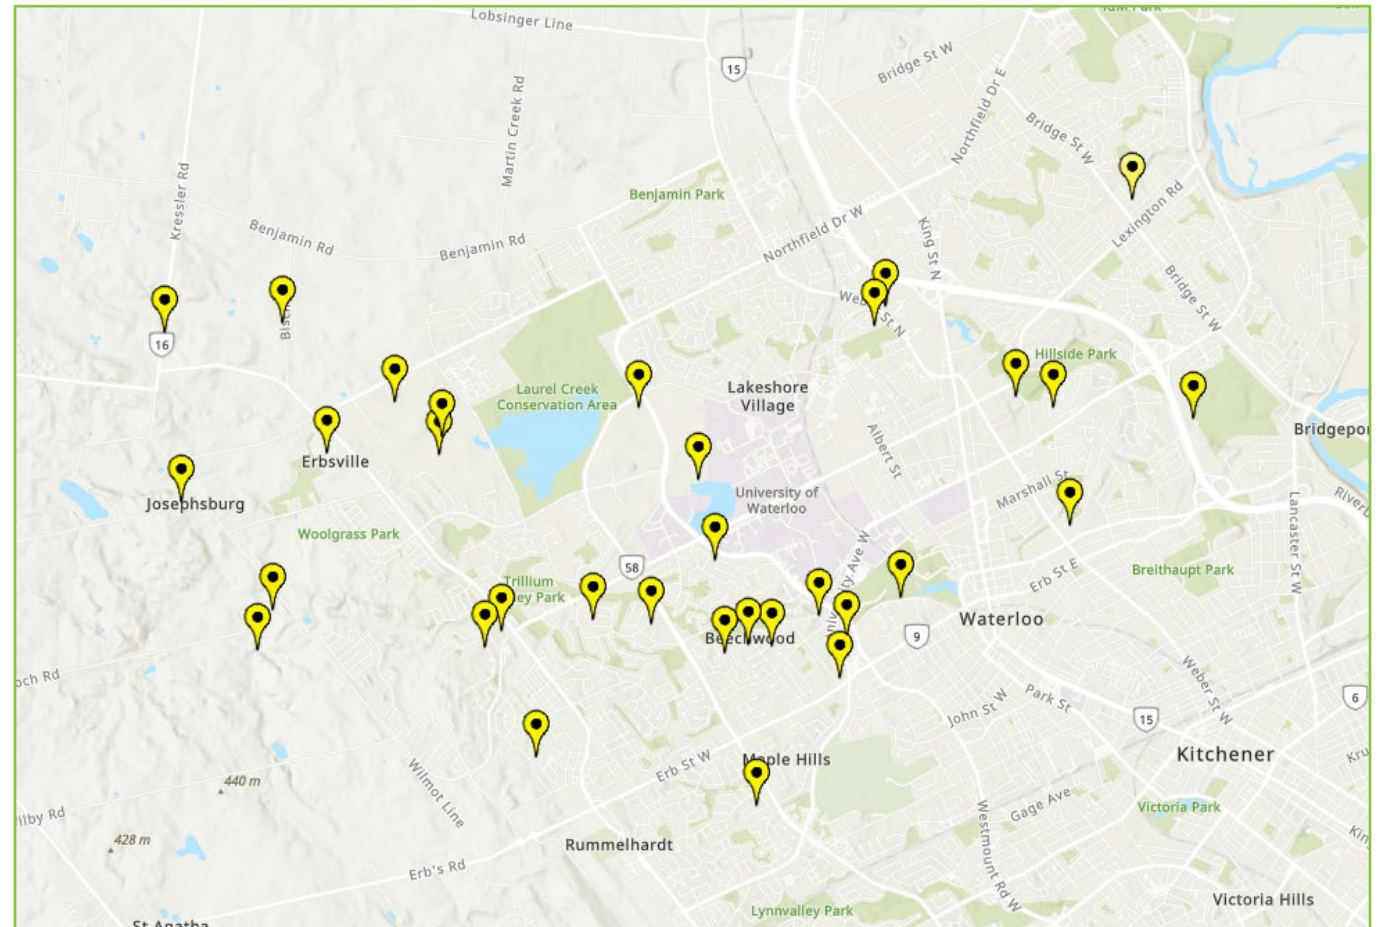 Lobsinger Line
15
Bridge St W
Martin Creek Rd
Northfield Dr E
Bridge St W
Kressler Rd
Benjamin Park
Lexington Rd
Benjamin Rd
Benjamin Rd
Northfield Dr W
King St N
Bridge St W
16
Hillside Park
Laurel Creek
Conservation Area
Lakeshore
Village
Albert St
Erbsville
Josephsburg
University of
Waterloo
Marshall St
Lancaster St W
Woolgrass Park
58
Erb St E
Breithaupt Park
Waterloo
9
Beechwood
Weber St W
Park St
John St W
6
15
Kitchener
Erb St W
Maple Hills
440 m
Wilmot Line
Gage Ave
Victoria Park
428 m
Rummelhardt
Westmount Rd W
Erb's Rd
Victoria Hills
Lynnvalley Park